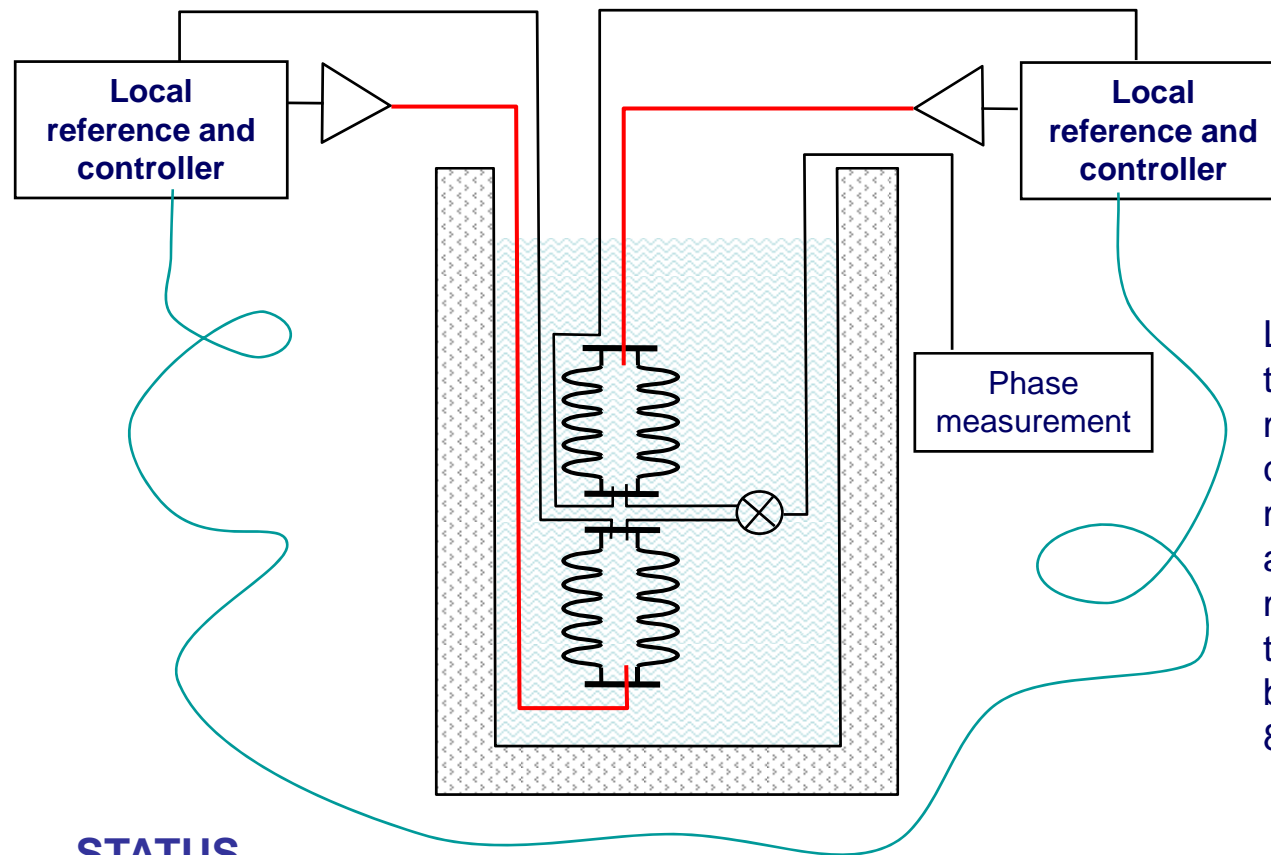 Local
reference and
controller
Local
reference and
controller
Phase
measurement
STATUS